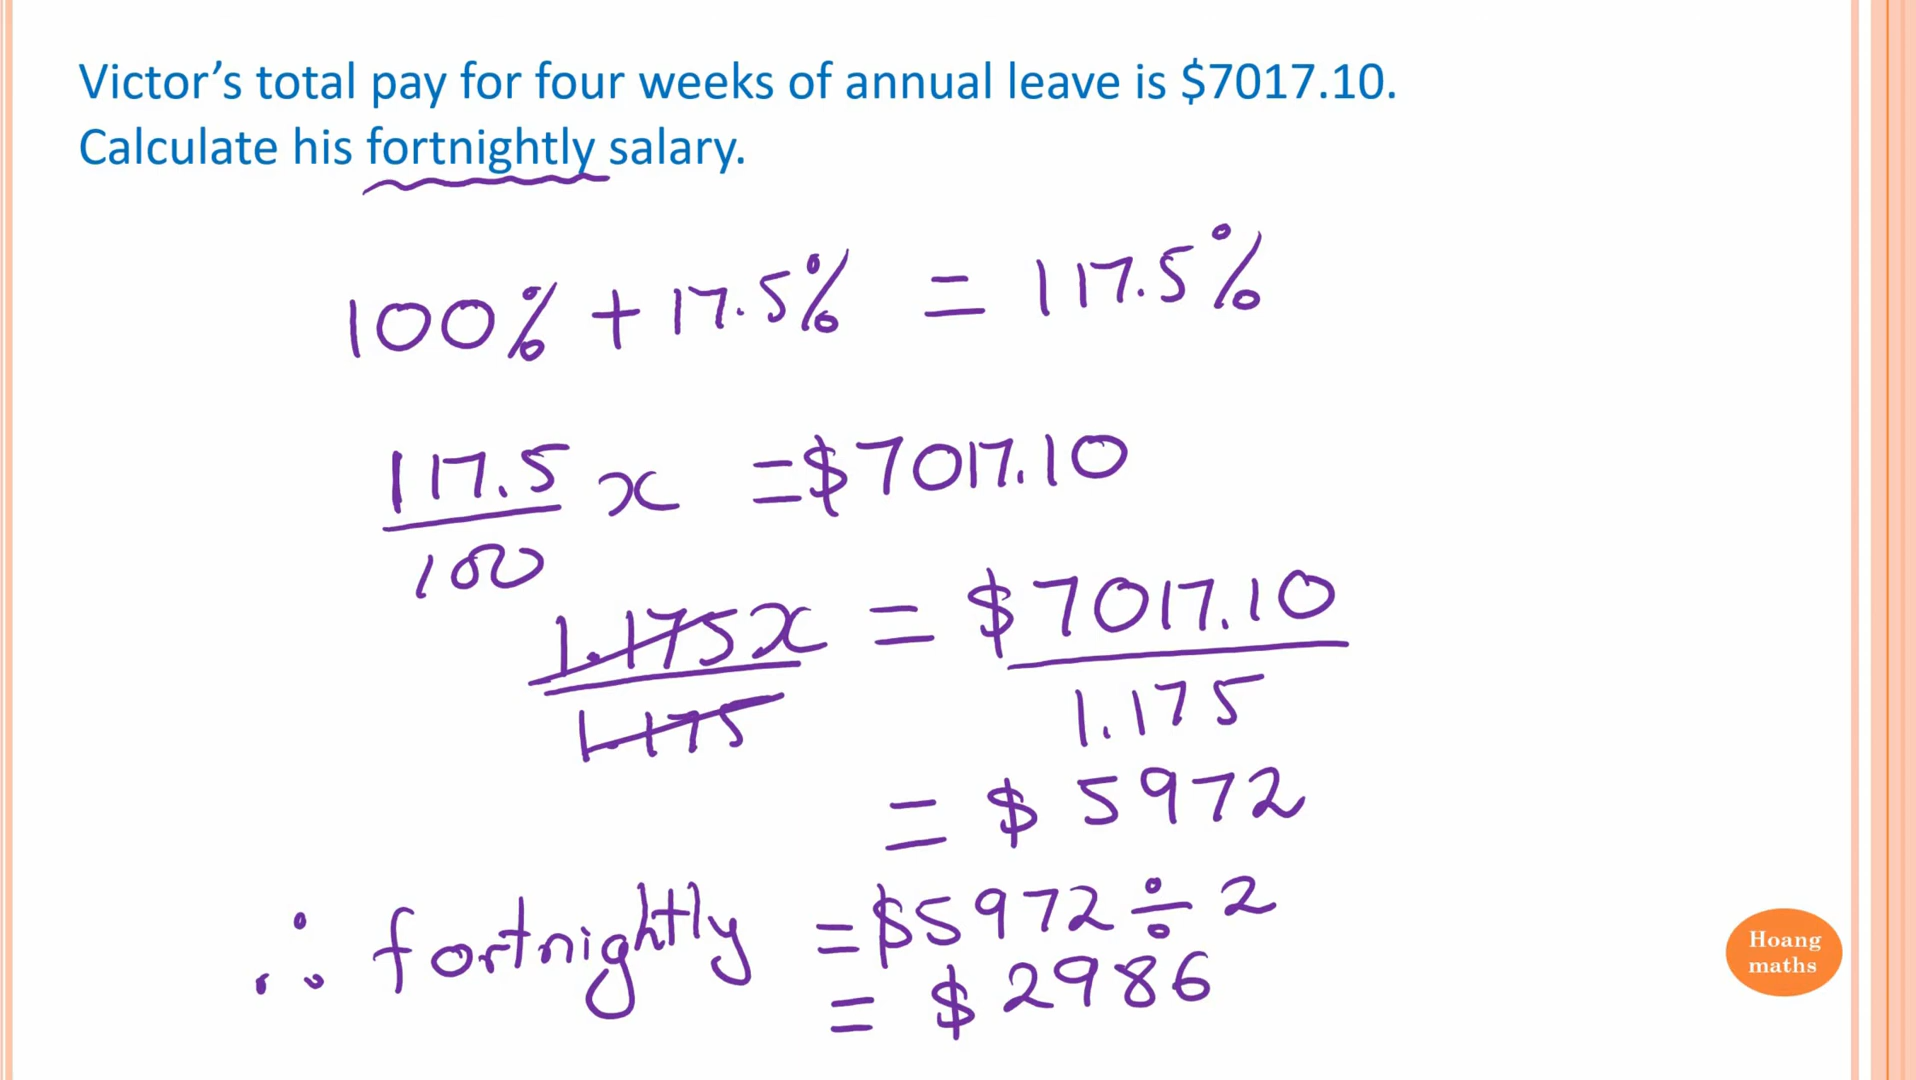 Victor’s total pay for four weeks of annual leave is $7017.10.
Calculate his fortnightly salary.
100% + 17.5% = 117.5%
117.5/100 x = $7017.10
1.175x/1.175 = $7017.10/1.175
= $5972
∴ fortnightly = $5972 ÷ 2
= $2986
Hoang
maths